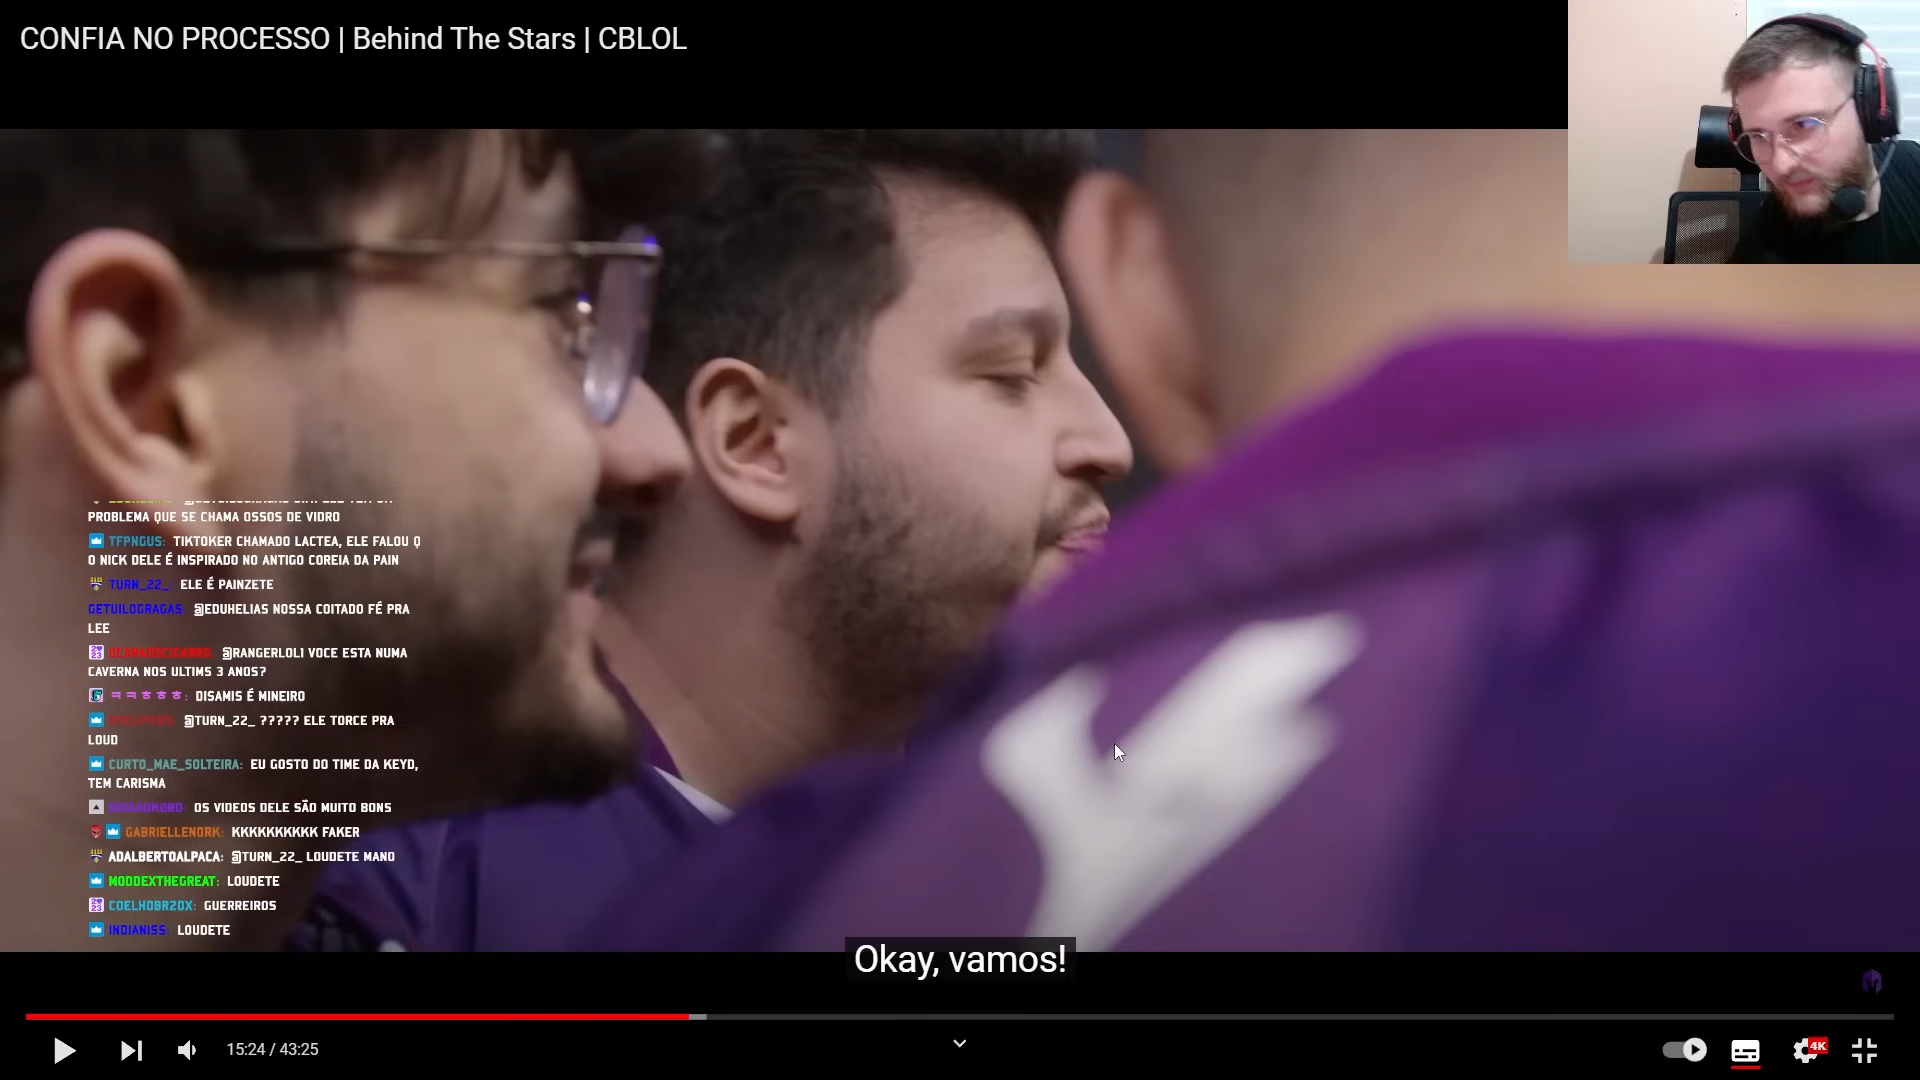 CONFIA NO PROCESSO | Behind The Stars | CBLOL
PROBLEMA QUE SE CHAMA OSSOS DE VIDRO
TFPNGUS: TIKTOKER CHAMADO LACTEA, ELE FALOU Q
O NICK DELE É INSPIRADO NO ANTIGO COREIA DA PAIN
TURN_22_: ELE É PAINZETE
GETUILOGRAGAS: @EDUHELIAS NOSSA COITADO FÉ PRA
LEE
@RANGERLOL1 VOCE ESTA NUMA
CAVERNA NOS ULTIMS 3 ANOS?
ㅋㅋㅎㅎㅎ: DISAMIS É MINEIRO
@TURN_22_ ????? ELE TORCE PRA
LOUD
CURTO_MAE_SOLTEIRA: EU GOSTO DO TIME DA KEYD,
TEM CARISMA
OS VIDEOS DELE SÃO MUITO BONS
GABRIELLENORK: KKKKKKKKKK FAKER
ADALBERTOALPACA: @TURN_22_ LOUDETE MANO
MODDEXTHEGREAT: LOUDETE
COELHOBR20X: GUERREIROS
INDIANISS: LOUDETE
Okay, vamos!
15:24 / 43:25
4K